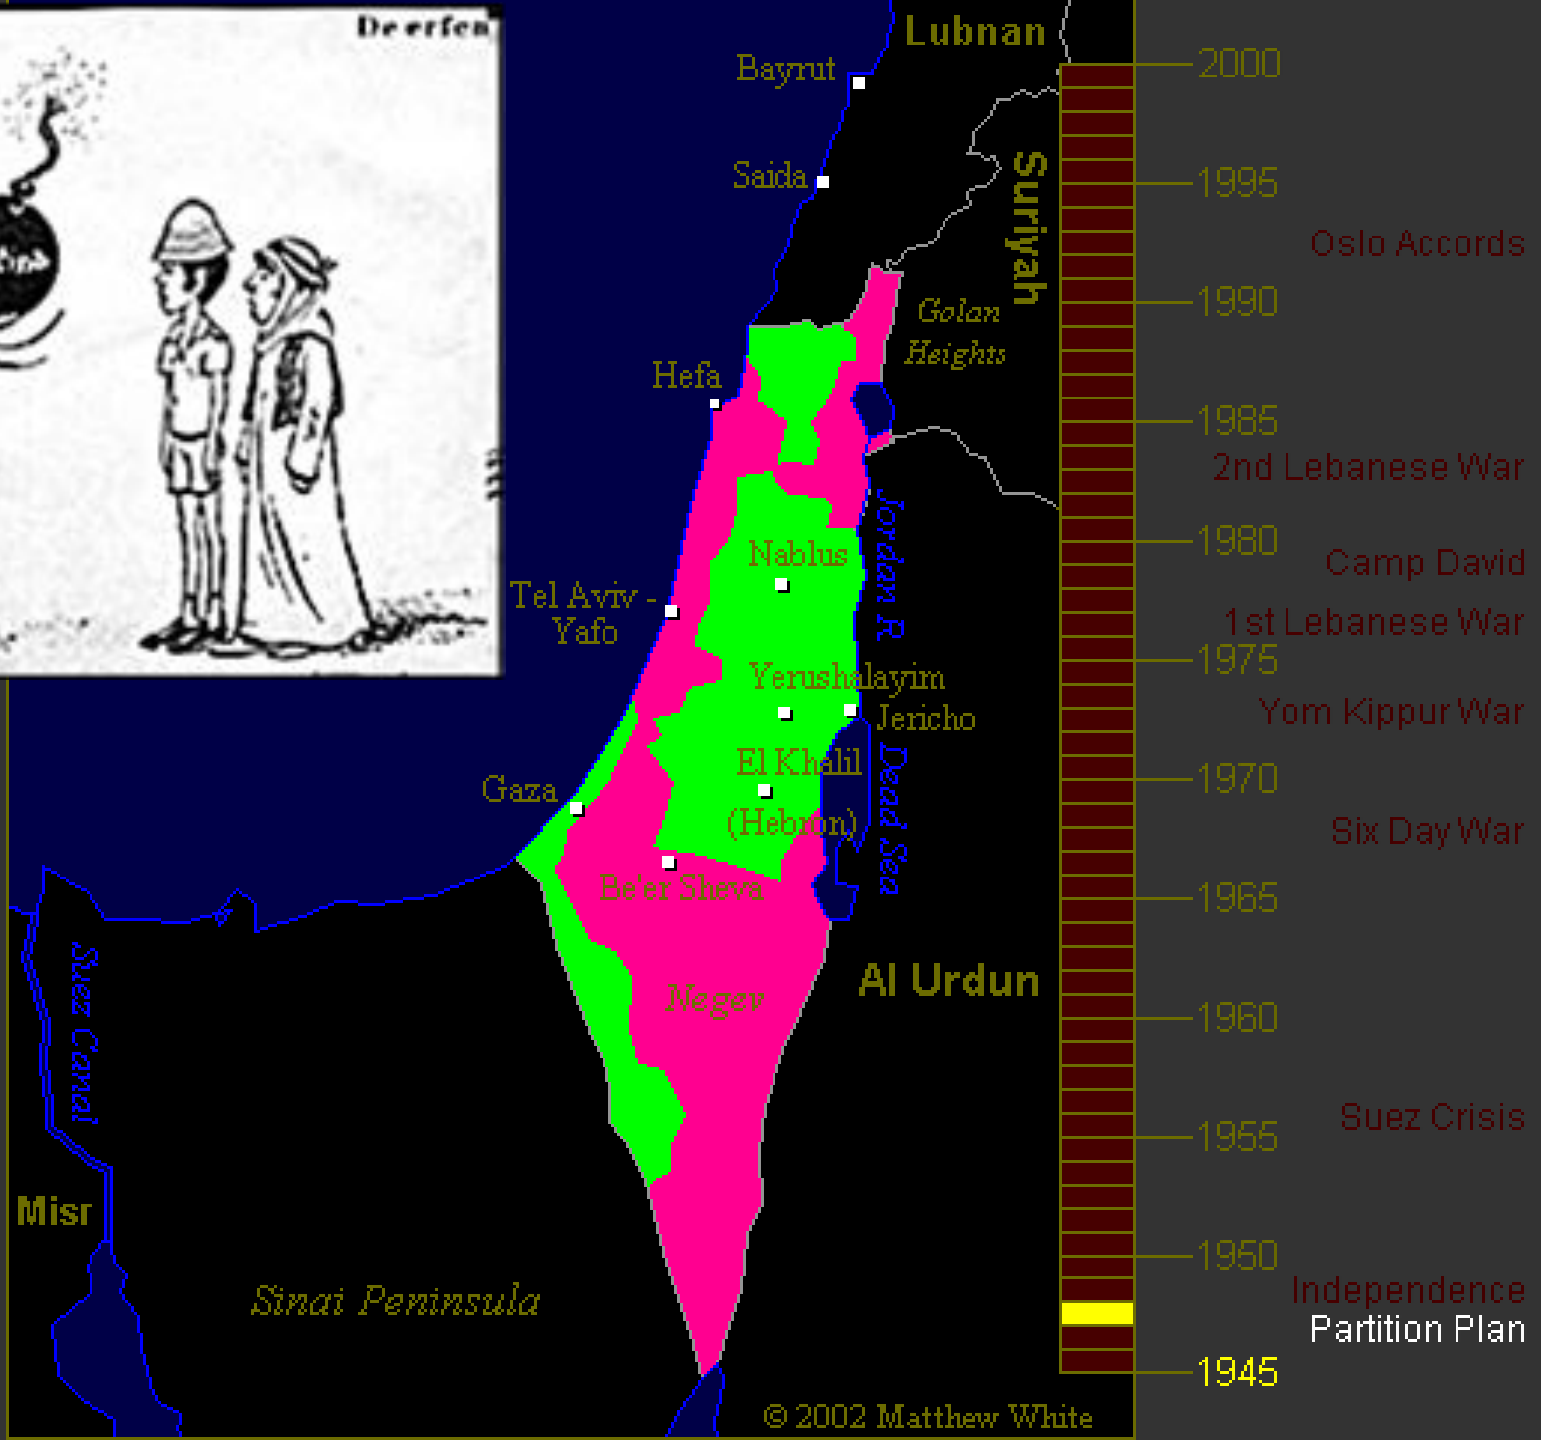 De erfen
Lubnan
Bayrut
Saida
Suriyah
Golan
Heights
Hefa
Jordan R.
Nablus
Tel Aviv -
Yafo
Yerushalayim
Jericho
El Khalil
(Hebron)
Dead Sea
Gaza
Be'er Sheva
Negev
Al Urdun
Suez Canal
Misr
Sinai Peninsula
© 2002 Matthew White
2000
1995
Oslo Accords
1990
1985
2nd Lebanese War
1980
Camp David
1st Lebanese War
1975
Yom Kippur War
1970
Six Day War
1965
1960
Suez Crisis
1955
1950
Independence
Partition Plan
1945